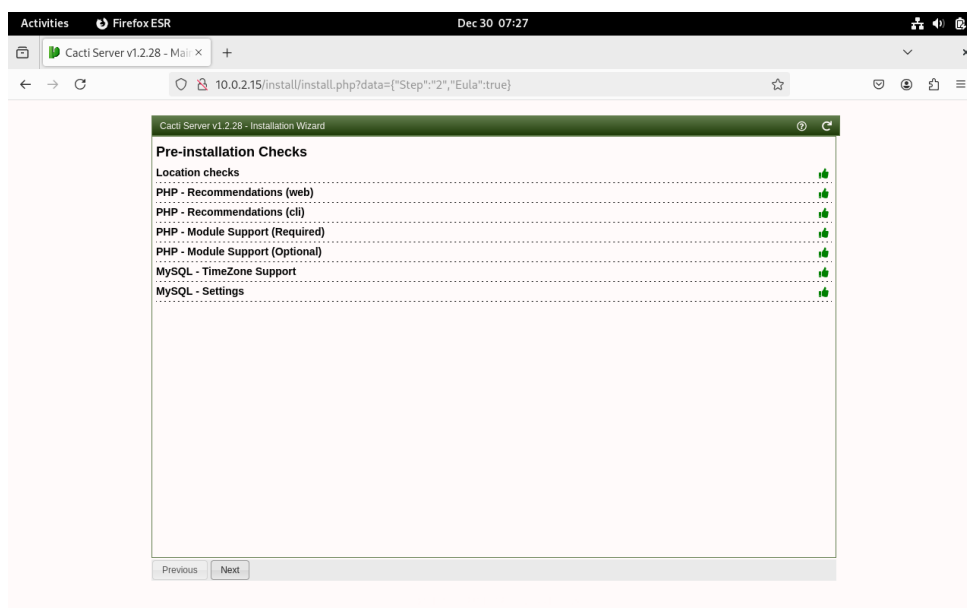 Activities Firefox ESR Dec 30 07:27
Cacti Server v1.2.28 - Main
10.0.2.15/install/install.php?data={"Step":"2","Eula":true}
Cacti Server v1.2.28 - Installation Wizard
Pre-installation Checks
Location checks
PHP - Recommendations (web)
PHP - Recommendations (cli)
PHP - Module Support (Required)
PHP - Module Support (Optional)
MySQL - TimeZone Support
MySQL - Settings
Previous Next